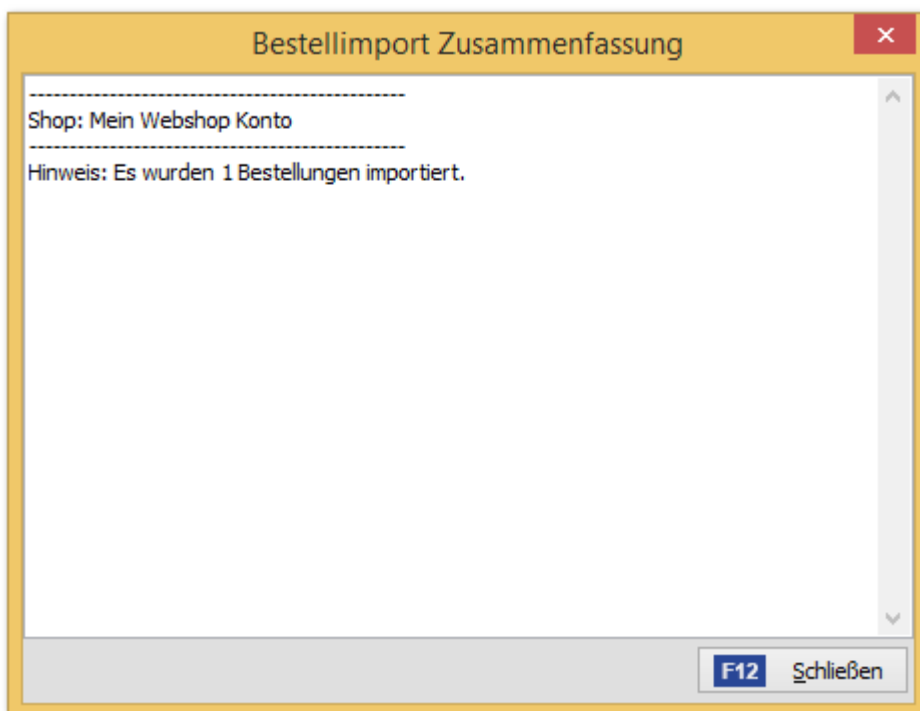 Bestellimport Zusammenfassung
-----------------------------------------------
Shop: Mein Webshop Konto
-----------------------------------------------
Hinweis: Es wurden 1 Bestellungen importiert.
F12 Schließen